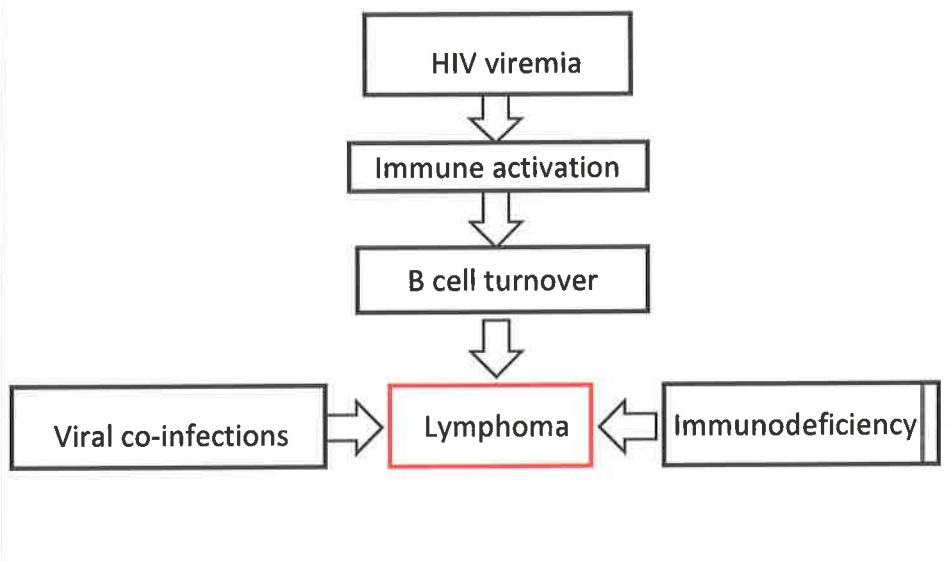 HIV viremia
Immune activation
B cell turnover
Viral co-infections
Lymphoma
Immunodeficiency